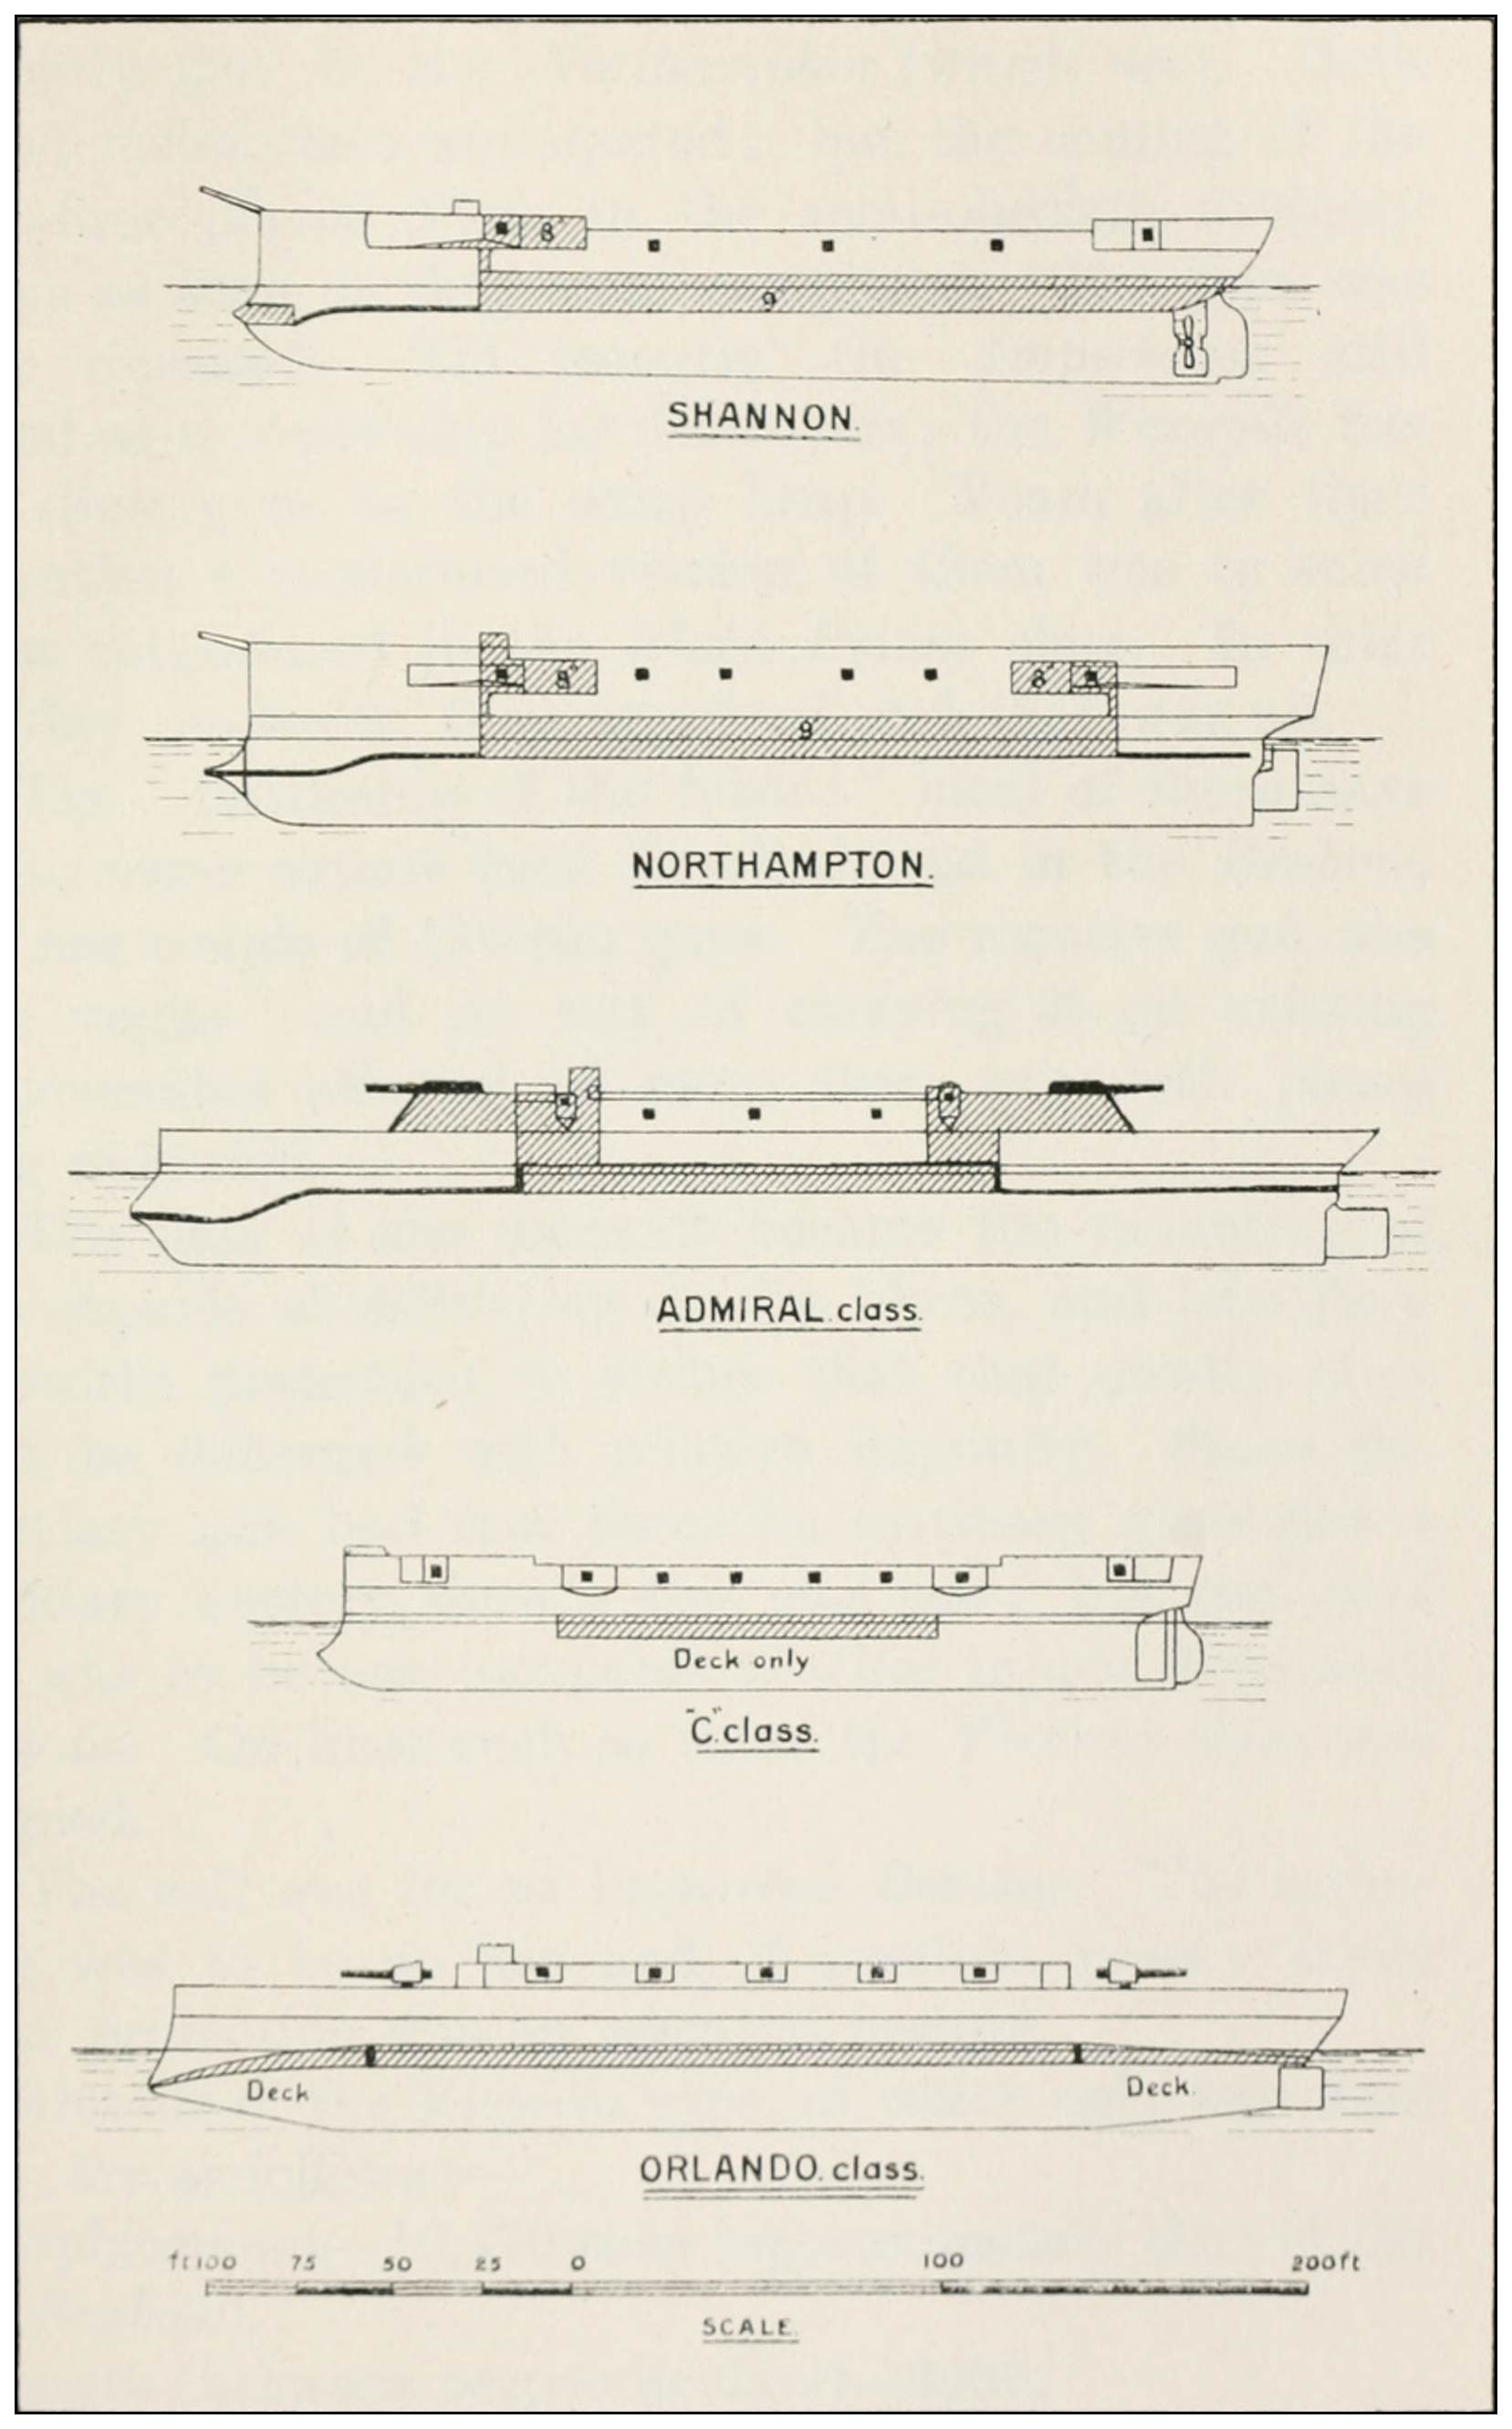 8"
9"
SHANNON.
8" 8"
9
NORTHAMPTON.
ADMIRAL class.
Deck only
"C" class.
Deck Deck.
ORLANDO. class.
ft 100 75 50 25 0 100 200ft
SCALE.